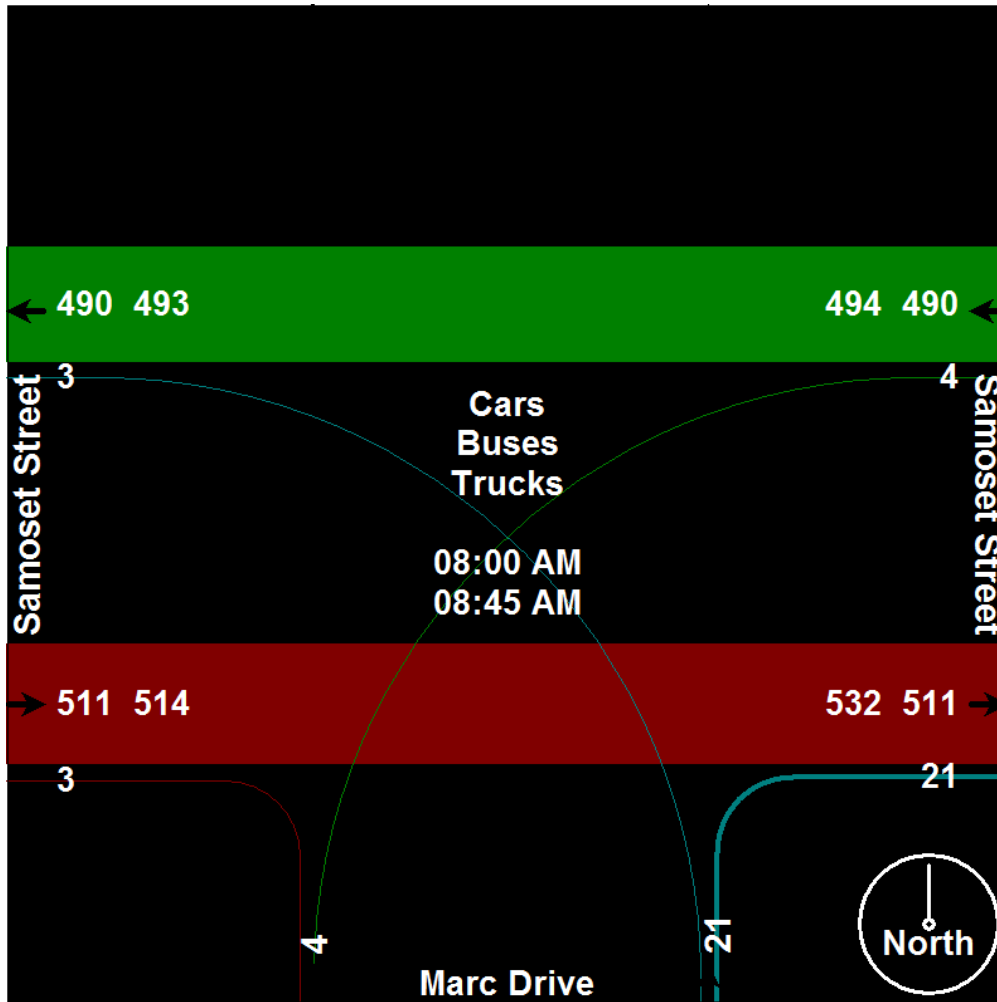 490 493
494 490
3
4
Samoset Street
Cars
Buses
Trucks
Samoset Street
08:00 AM
08:45 AM
511 514
532 511
3
21
4
21
North
Marc Drive